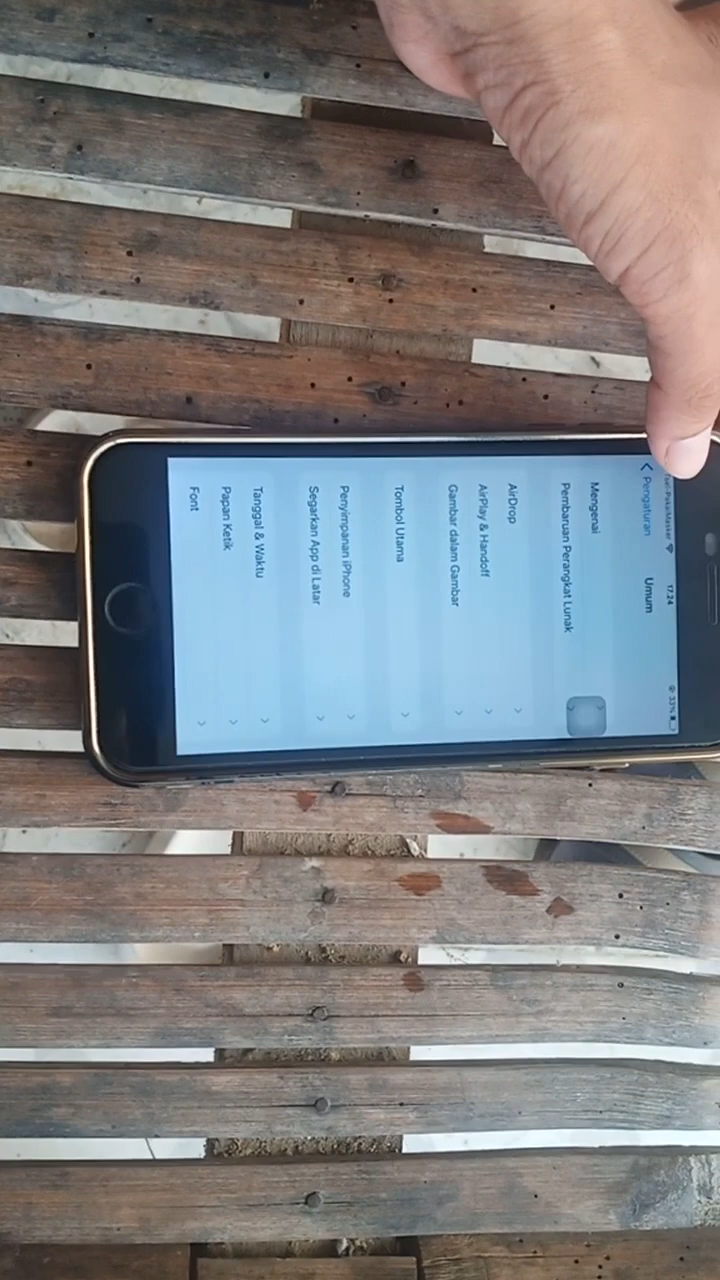 17.24
33%
Pengaturan
Umum
Mengenai
Pembaruan Perangkat Lunak
AirDrop
AirPlay & Handoff
Gambar dalam Gambar
Tombol Utama
Penyimpanan iPhone
Segarkan App di Latar
Tanggal & Waktu
Papan Ketik
Font